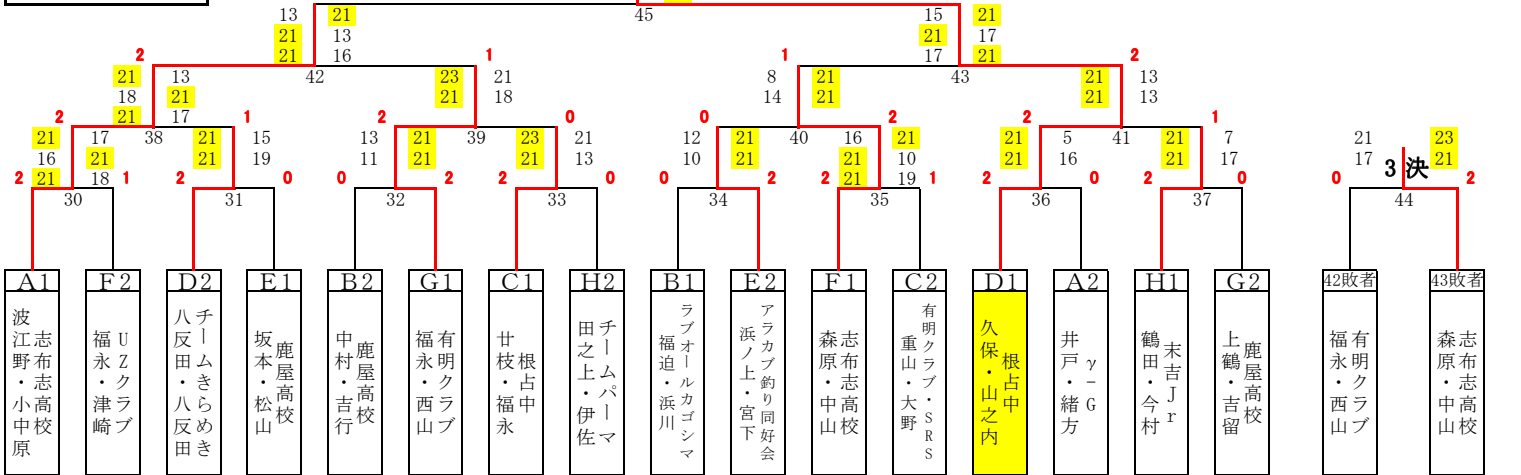 13 21 45 15 21
21 13 21 17
21 16 17 21
2 1 1 2
21 13 42 23 21 8 21 43 21 13
18 21 21 18 14 21 21 13
21 17
2 1 2 0 0 2 2 1
21 17 38 21 15 13 21 39 23 21 12 21 40 16 21 21 5 41 21 7 21 23
16 21 21 19 11 21 21 13 10 21 21 10 21 16 21 17 17 21
21 18 21 19
2 1 2 0 0 2 2 0 0 2 2 1 2 0 2 0 0 3決 2
30 31 32 33 34 35 36 37 44
A1 F2 D2 E1 B2 G1 C1 H2 B1 E2 F1 C2 D1 A2 H1 G2 42敗者 43敗者
志布志高校
波江野・小中原
UZクラブ
福永・津崎
チームきらめき
八反田・八反田
鹿屋高校
坂本・松山
鹿屋高校
中村・吉行
有明クラブ
福永・西山
根占中
廿枝・福永
チームパーマ
田之上・伊佐
ラブオールカゴシマ
福迫・浜川
アラカブ釣り同好会
浜ノ上・宮下
志布志高校
森原・中山
有明クラブ・SRS
重山・大野
根占中
久保・山之内
γ-G
井戸・緒方
末吉Jr
鶴田・今村
鹿屋高校
上鶴・吉留
有明クラブ
福永・西山
志布志高校
森原・中山